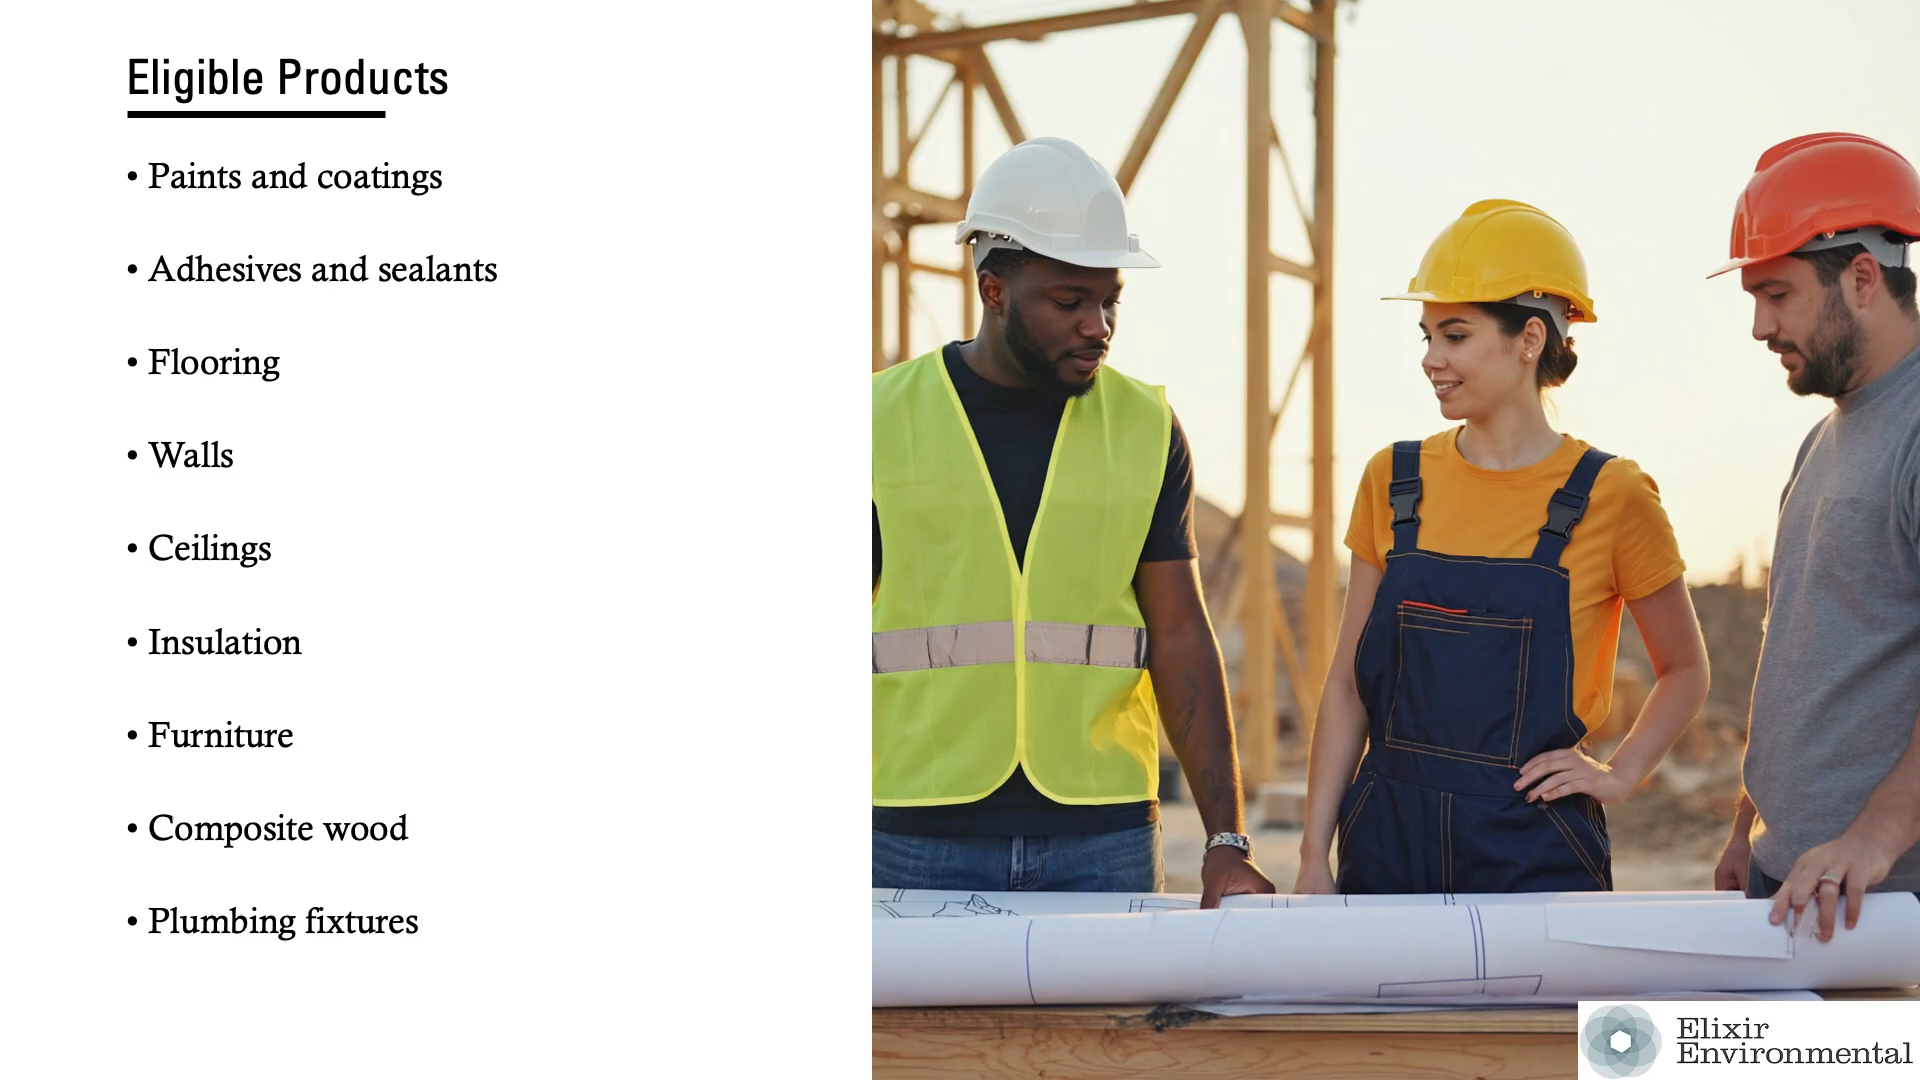 Eligible Products
• Paints and coatings
• Adhesives and sealants
• Flooring
• Walls
• Ceilings
• Insulation
• Furniture
• Composite wood
• Plumbing fixtures
Elixir
Environmental